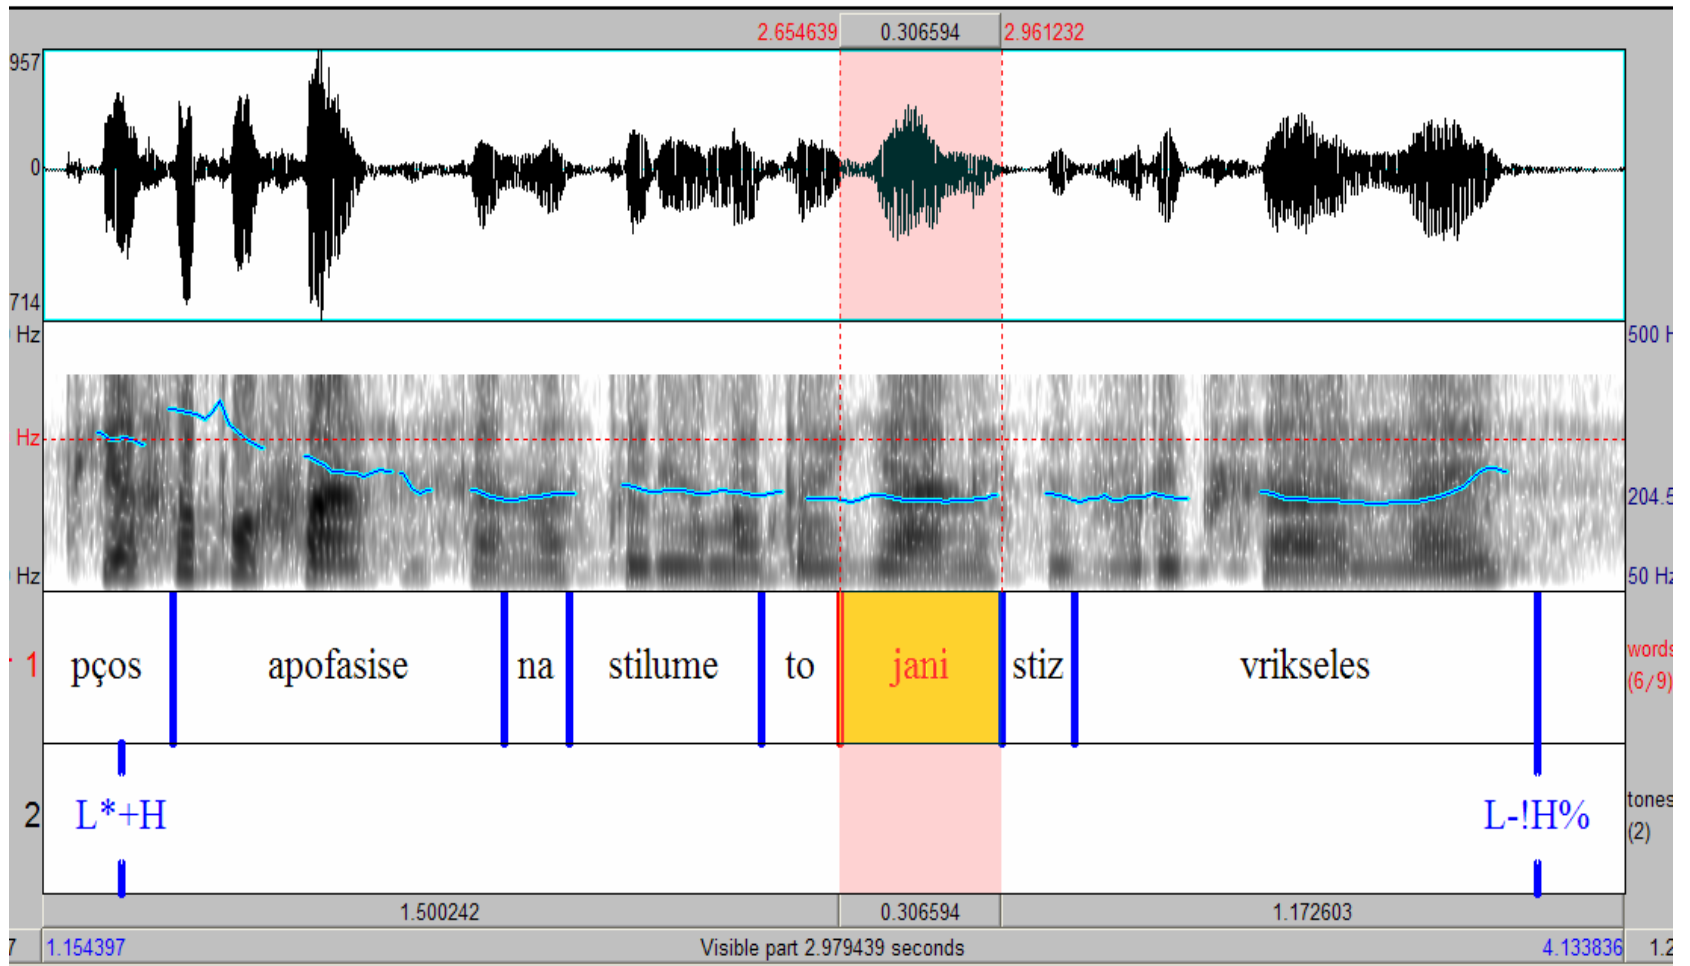 2.654639 0.306594 2.961232
957
0
714
Hz 500 H
Hz
204.5
Hz 50 Hz
1 pços apofasise na stilume to jani stiz vrikseles words
(6/9)
2 L*+H L-!H% tones
(2)
1.500242 0.306594 1.172603
7 1.154397 Visible part 2.979439 seconds 4.133836 1.2